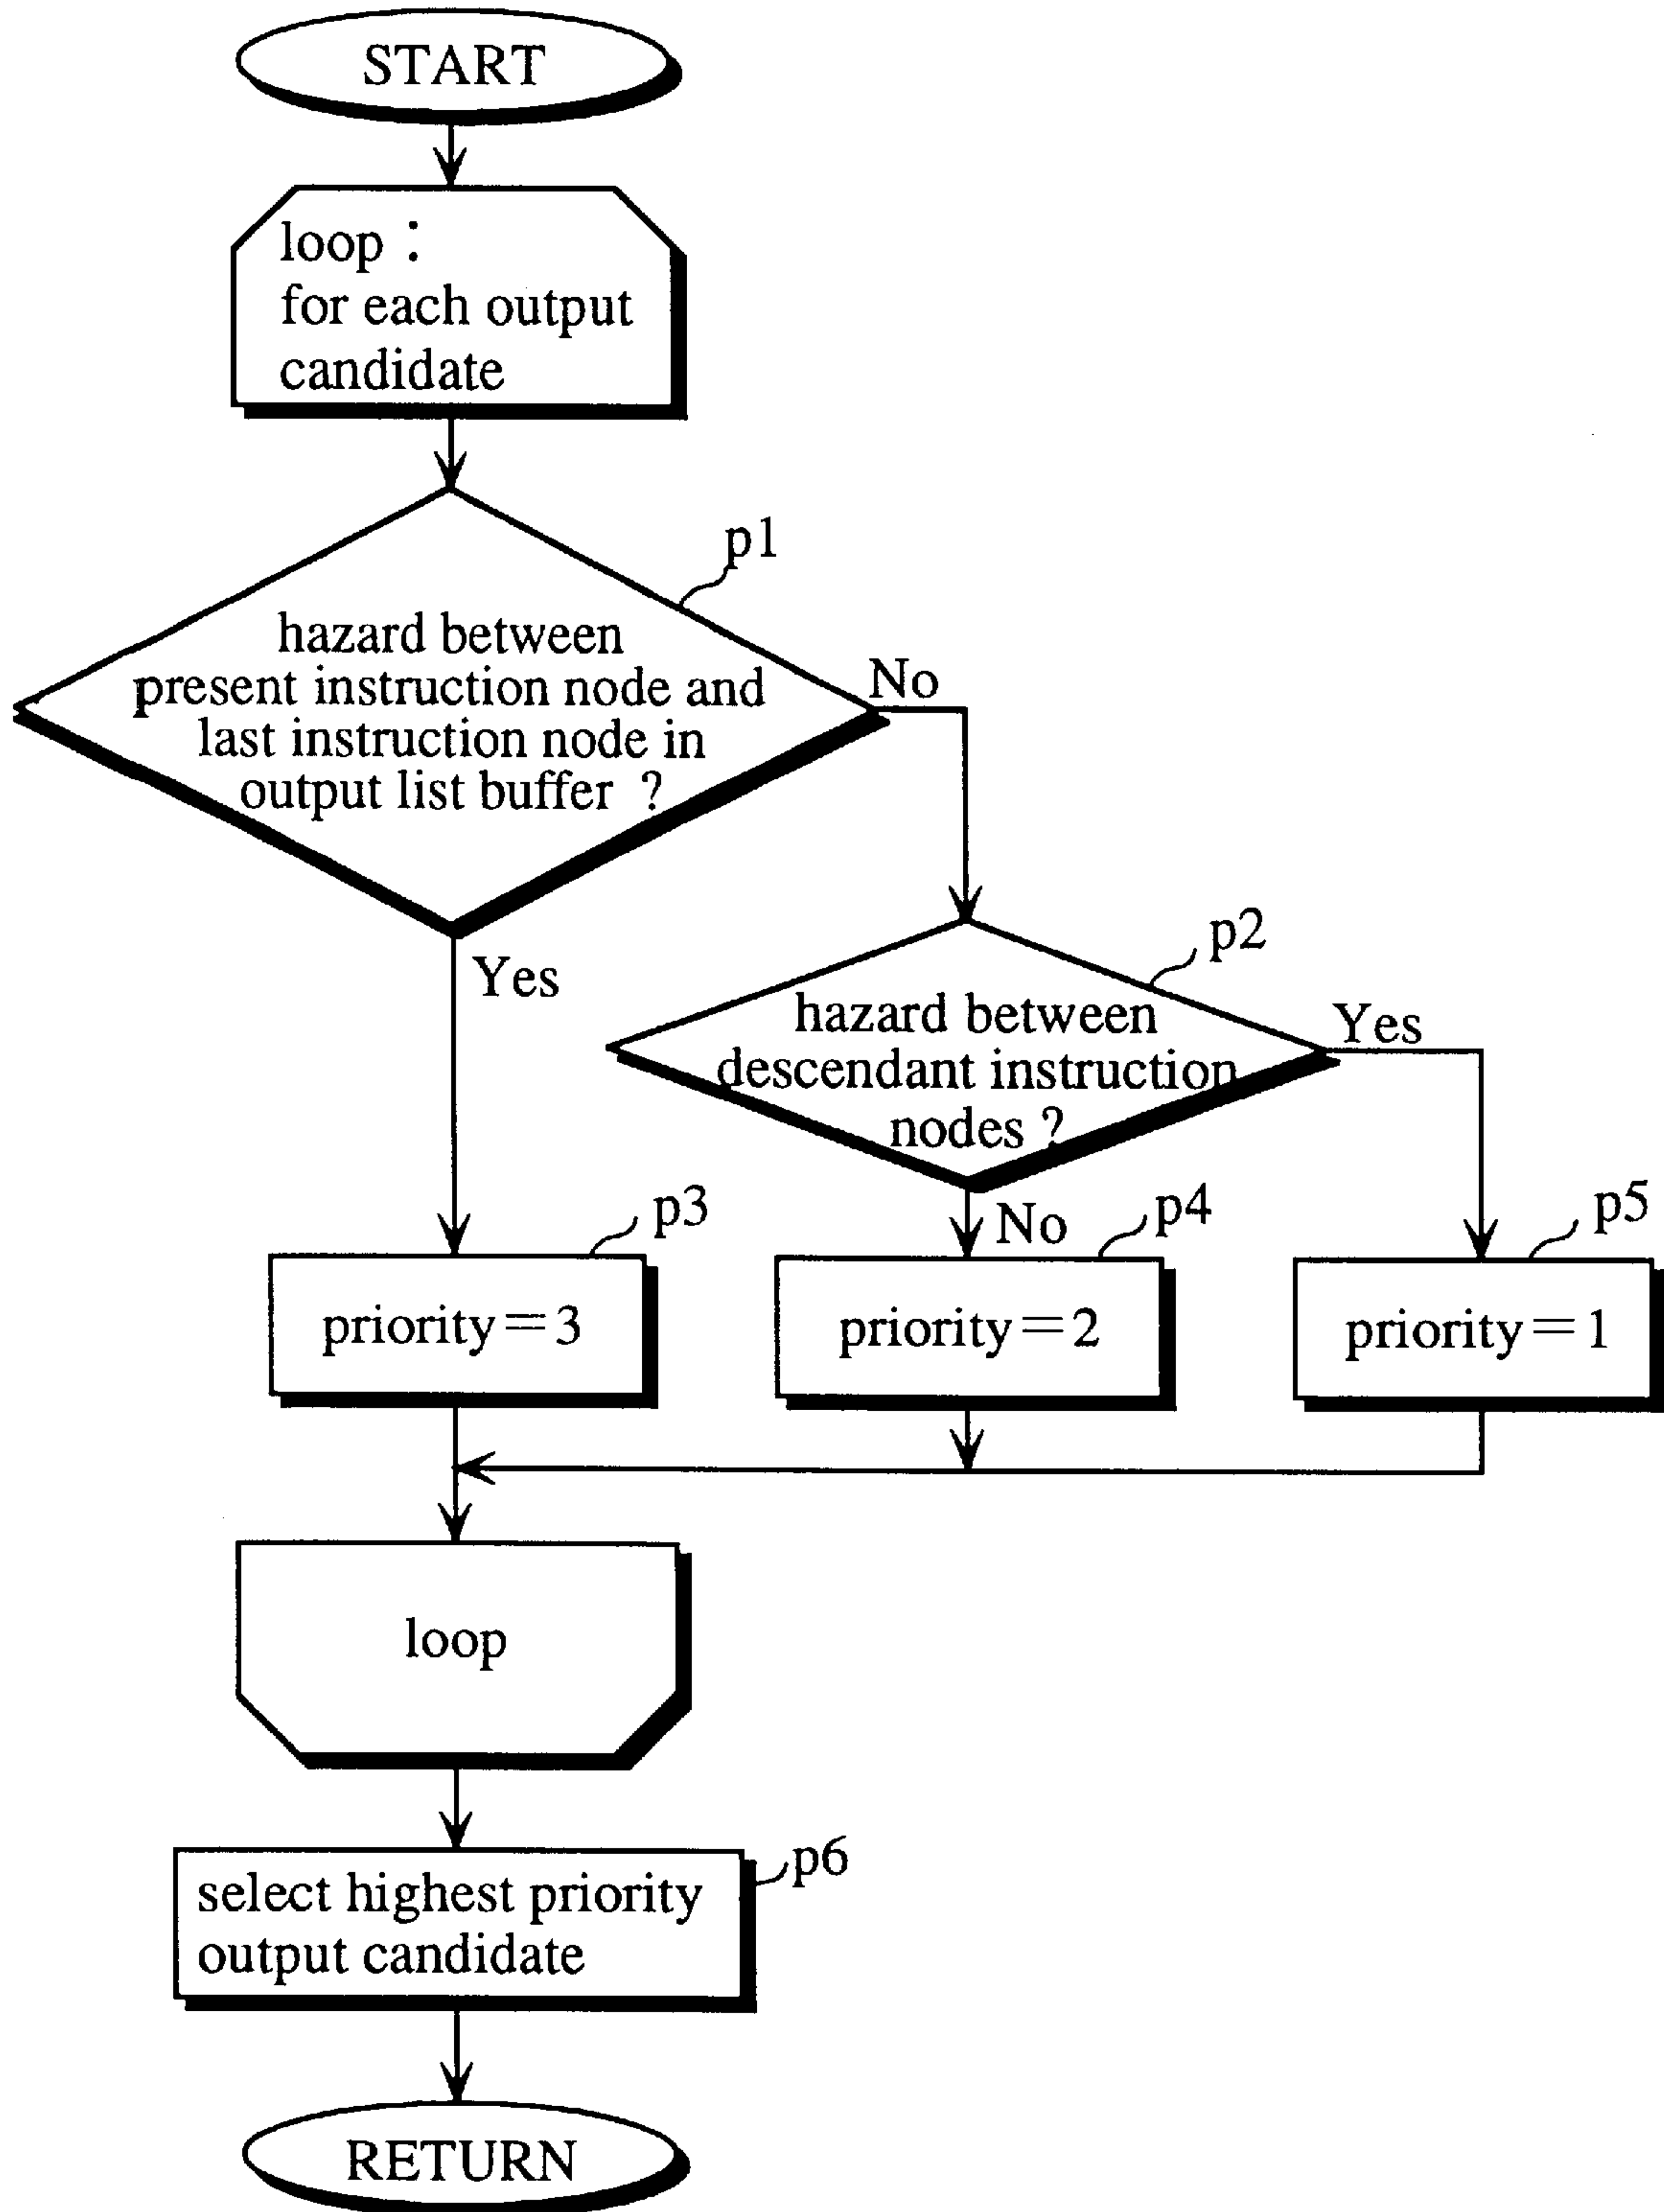 START
loop :
for each output
candidate
p1
hazard between
present instruction node and
last instruction node in
output list buffer ?
No
Yes
p2
hazard between
descendant instruction
nodes ?
Yes
No
p3
priority=3
p4
priority=2
p5
priority=1
loop
p6
select highest priority
output candidate
RETURN